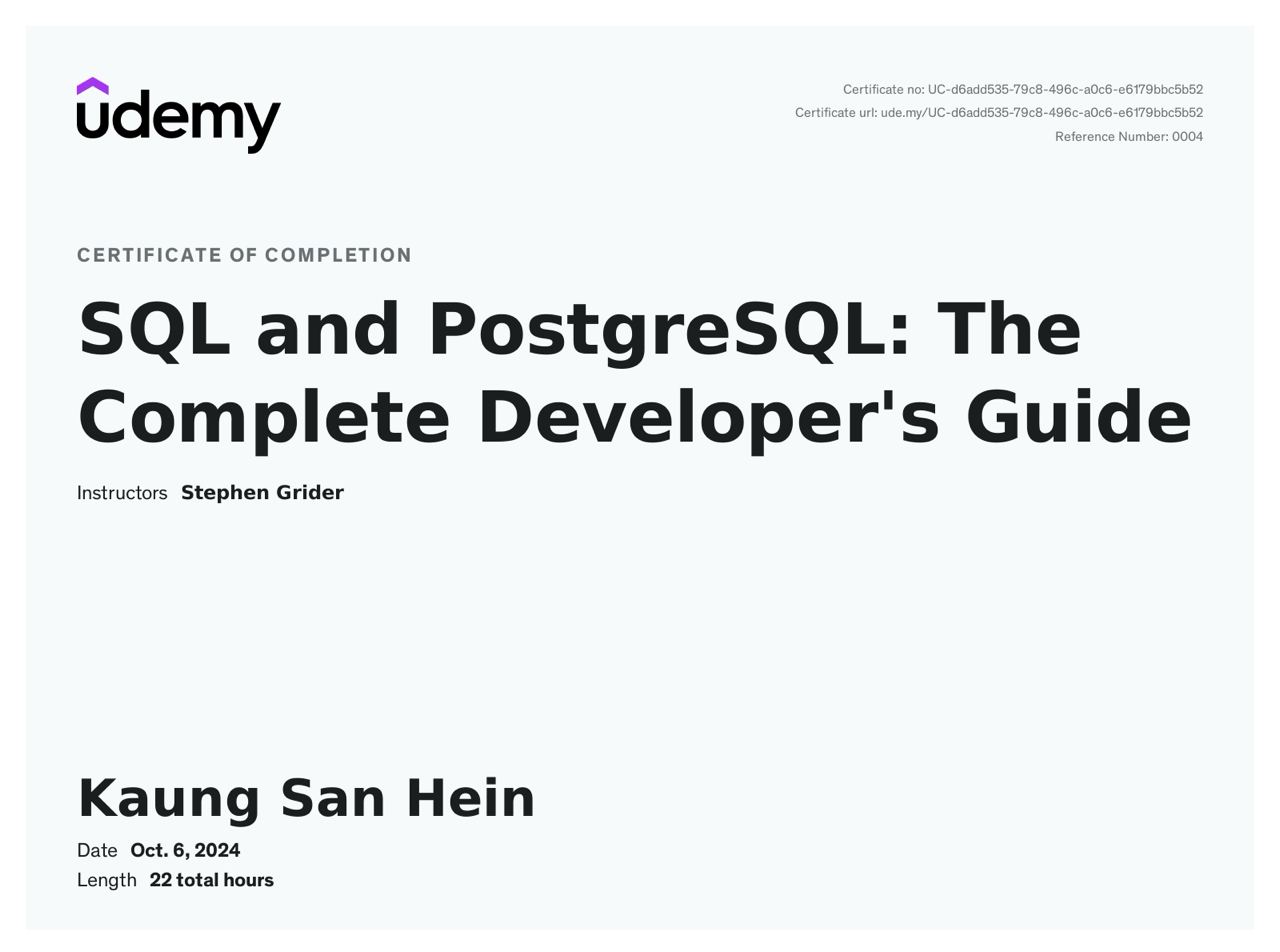 udemy
Certificate no: UC-d6add535-79c8-496c-a0c6-e6179bbc5b52
Certificate url: ude.my/UC-d6add535-79c8-496c-a0c6-e6179bbc5b52
Reference Number: 0004
CERTIFICATE OF COMPLETION
SQL and PostgreSQL: The
Complete Developer's Guide
Instructors Stephen Grider
Kaung San Hein
Date Oct. 6, 2024
Length 22 total hours